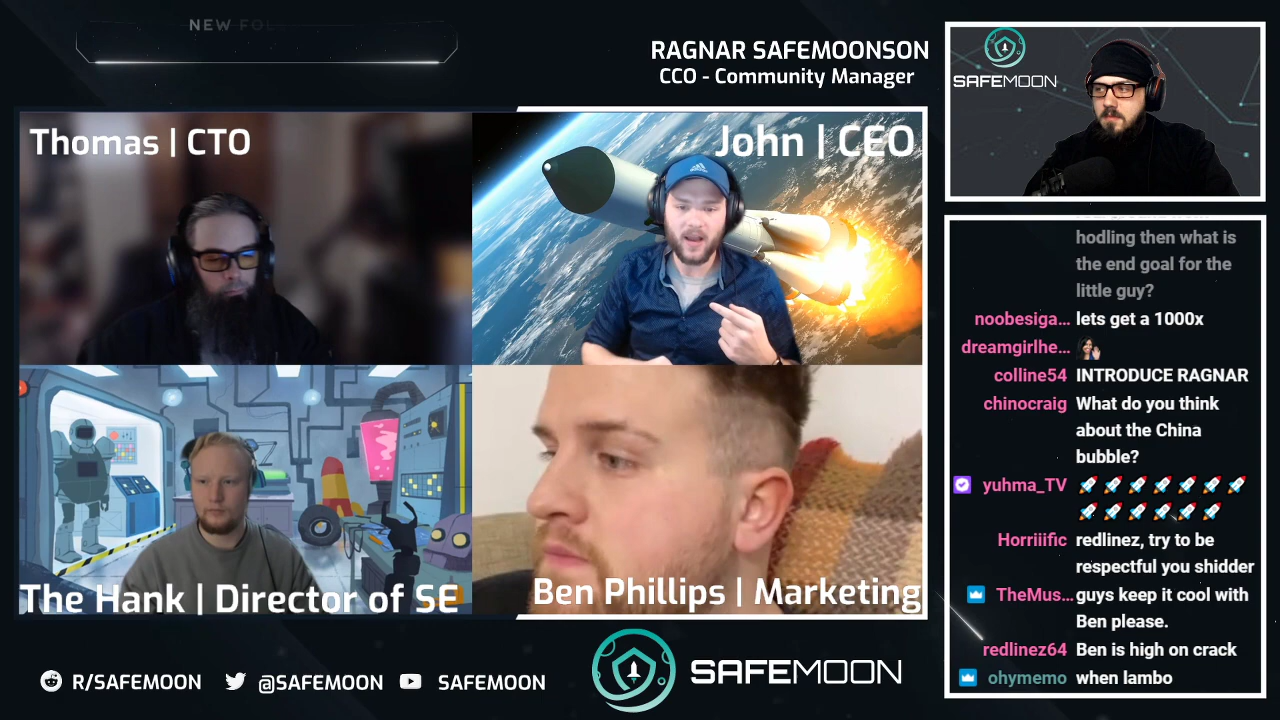 NEW FOL
RAGNAR SAFEMOONSON
CCO - Community Manager
SAFEMOON
Thomas | CTO
John | CEO
The Hank | Director of SE
Ben Phillips | Marketing
hodling then what is
the end goal for the
little guy?
noobesiga... lets get a 1000x
dreamgirlhe...
colline54 INTRODUCE RAGNAR
chinocraig What do you think
about the China
bubble?
yuhma_TV
Horriiific redlinez, try to be
respectful you shidder
TheMus... guys keep it cool with
Ben please.
redlinez64 Ben is high on crack
ohymemo when lambo
R/SAFEMOON
@SAFEMOON
SAFEMOON
SAFEMOON